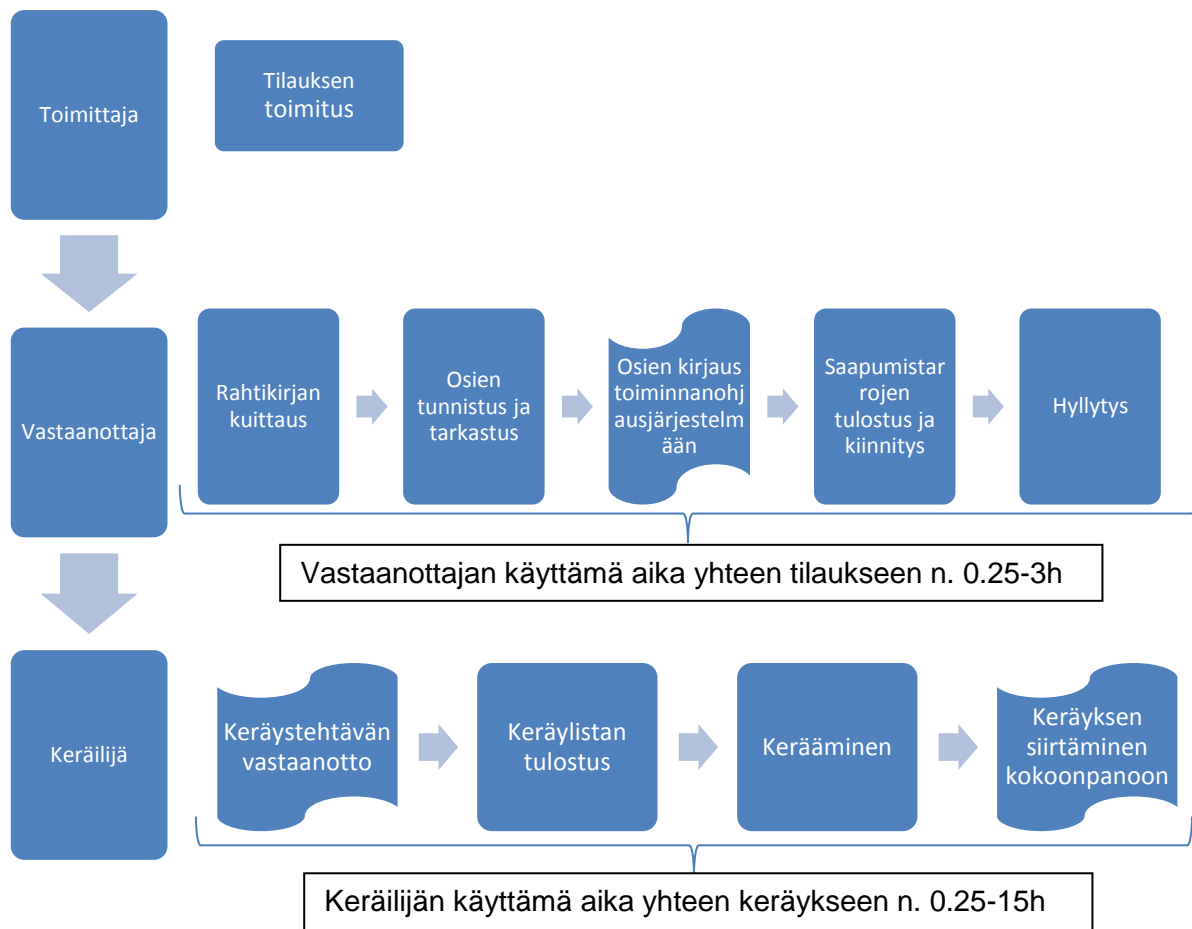 Toimittaja
Tilauksen
toimitus
Vastaanottaja
Rahtikirjan
kuittaus
Osien
tunnistus ja
tarkastus
Osien kirjaus
toiminnanohj
ausjärjestelm
ään
Saapumistar
rojen
tulostus ja
kiinnitys
Hyllytys
Vastaanottajan käyttämä aika yhteen tilaukseen n. 0.25-3h
Keräilijä
Keräystehtävän
vastaanotto
Keräylistan
tulostus
Kerääminen
Keräyksen
siirtäminen
kokoonpanoon
Keräilijän käyttämä aika yhteen keräykseen n. 0.25-15h